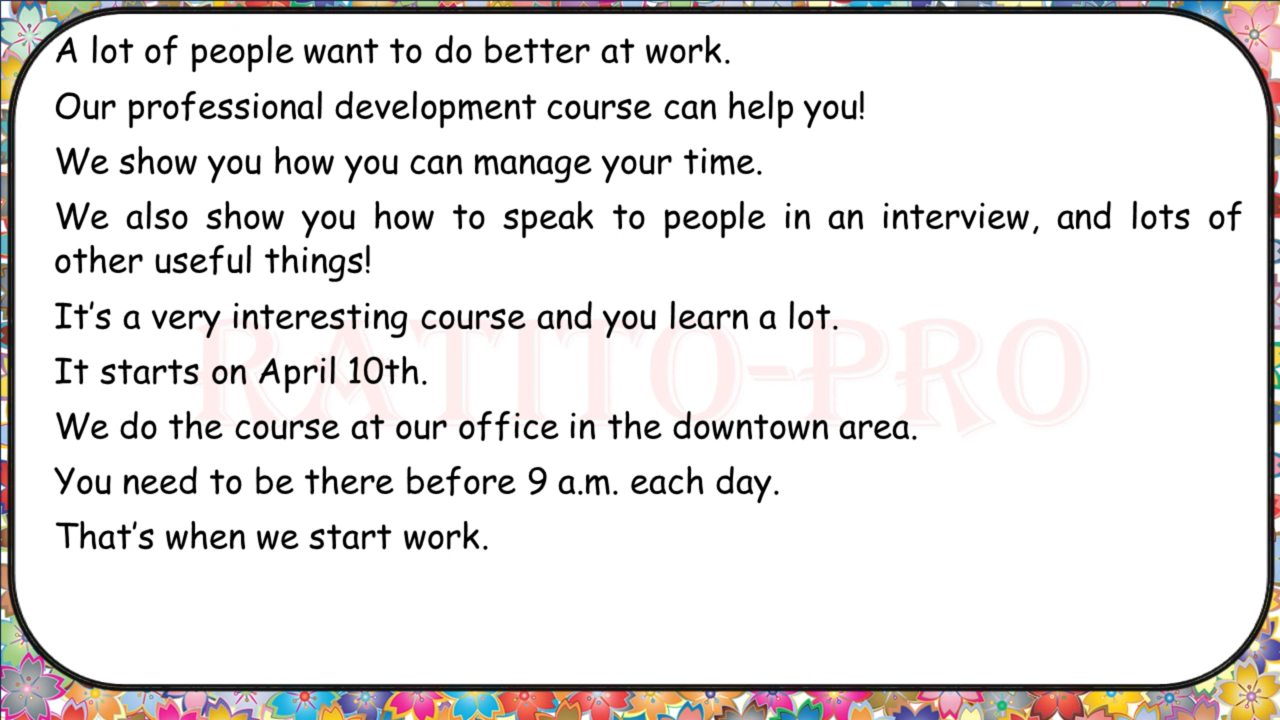 A lot of people want to do better at work.
Our professional development course can help you!
We show you how you can manage your time.
We also show you how to speak to people in an interview, and lots of
other useful things!
It's a very interesting course and you learn a lot.
It starts on April 10th.
We do the course at our office in the downtown area.
You need to be there before 9 a.m. each day.
That's when we start work.
RATITO-PRO